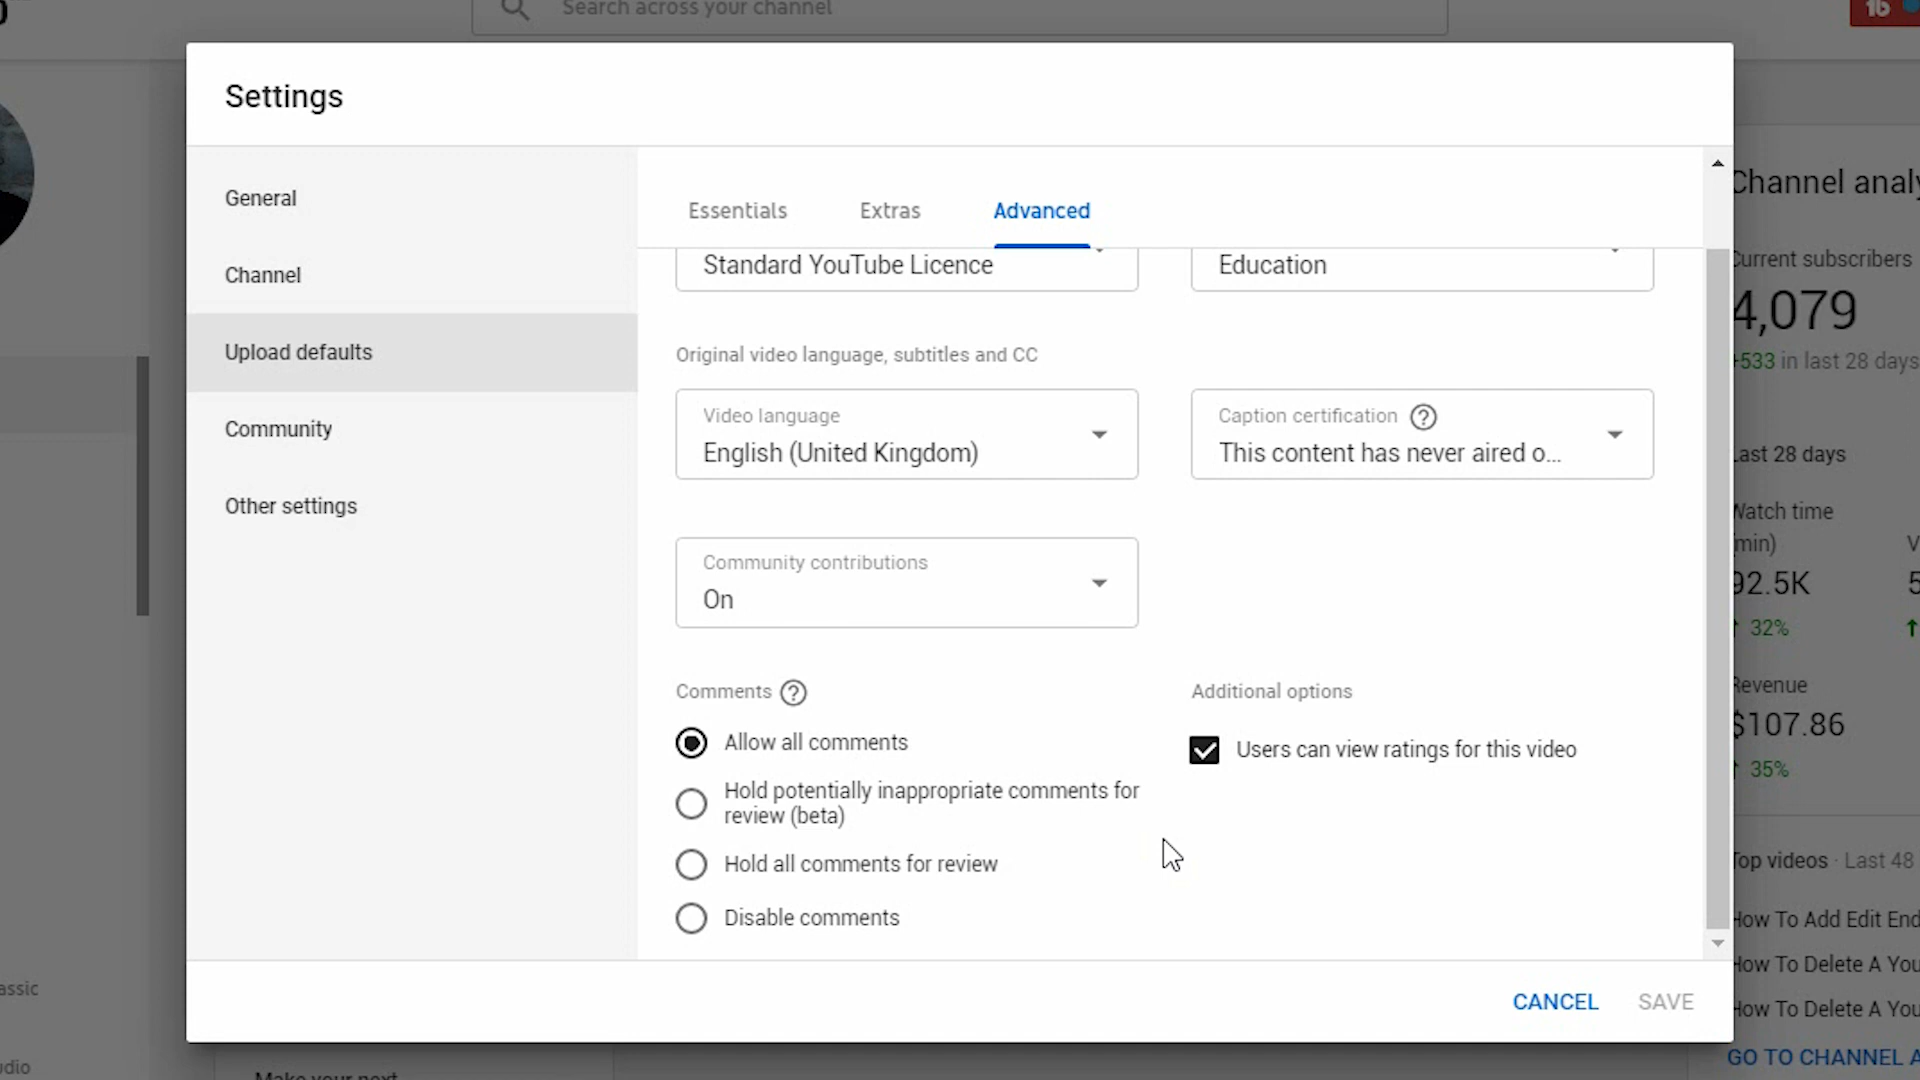 Search across your channel
Settings
General
Channel
Upload defaults
Community
Other settings
Essentials
Extras
Advanced
Standard YouTube Licence
Education
Original video language, subtitles and CC
Video language
English (United Kingdom)
Caption certification
This content has never aired o...
Community contributions
On
Comments
Allow all comments
Hold potentially inappropriate comments for
review (beta)
Hold all comments for review
Disable comments
Additional options
Users can view ratings for this video
CANCEL
SAVE
Channel analy
Current subscribers
4,079
+533 in last 28 days
Last 28 days
Watch time
(min)
92.5K
32%
Revenue
$107.86
35%
Top videos · Last 48
How To Add Edit End
How To Delete A You
How To Delete A You
GO TO CHANNEL A
assic
udio
Make your next